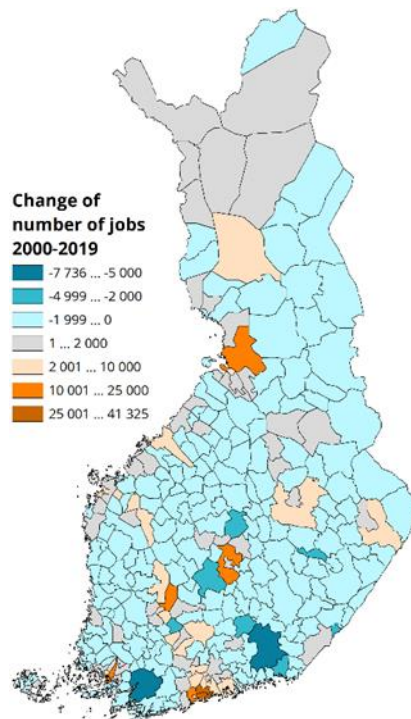 Change of
number of jobs
2000-2019
-7 736 ... -5 000
-4 999 ... -2 000
-1 999 ... 0
1 ... 2 000
2 001 ... 10 000
10 001 ... 25 000
25 001 ... 41 325